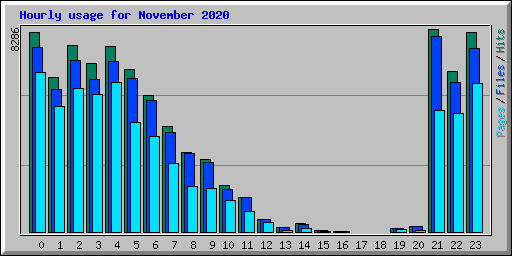 Hourly usage for November 2020
8286
Pages / Files / Hits
0 1 2 3 4 5 6 7 8 9 10 11 12 13 14 15 16 17 18 19 20 21 22 23